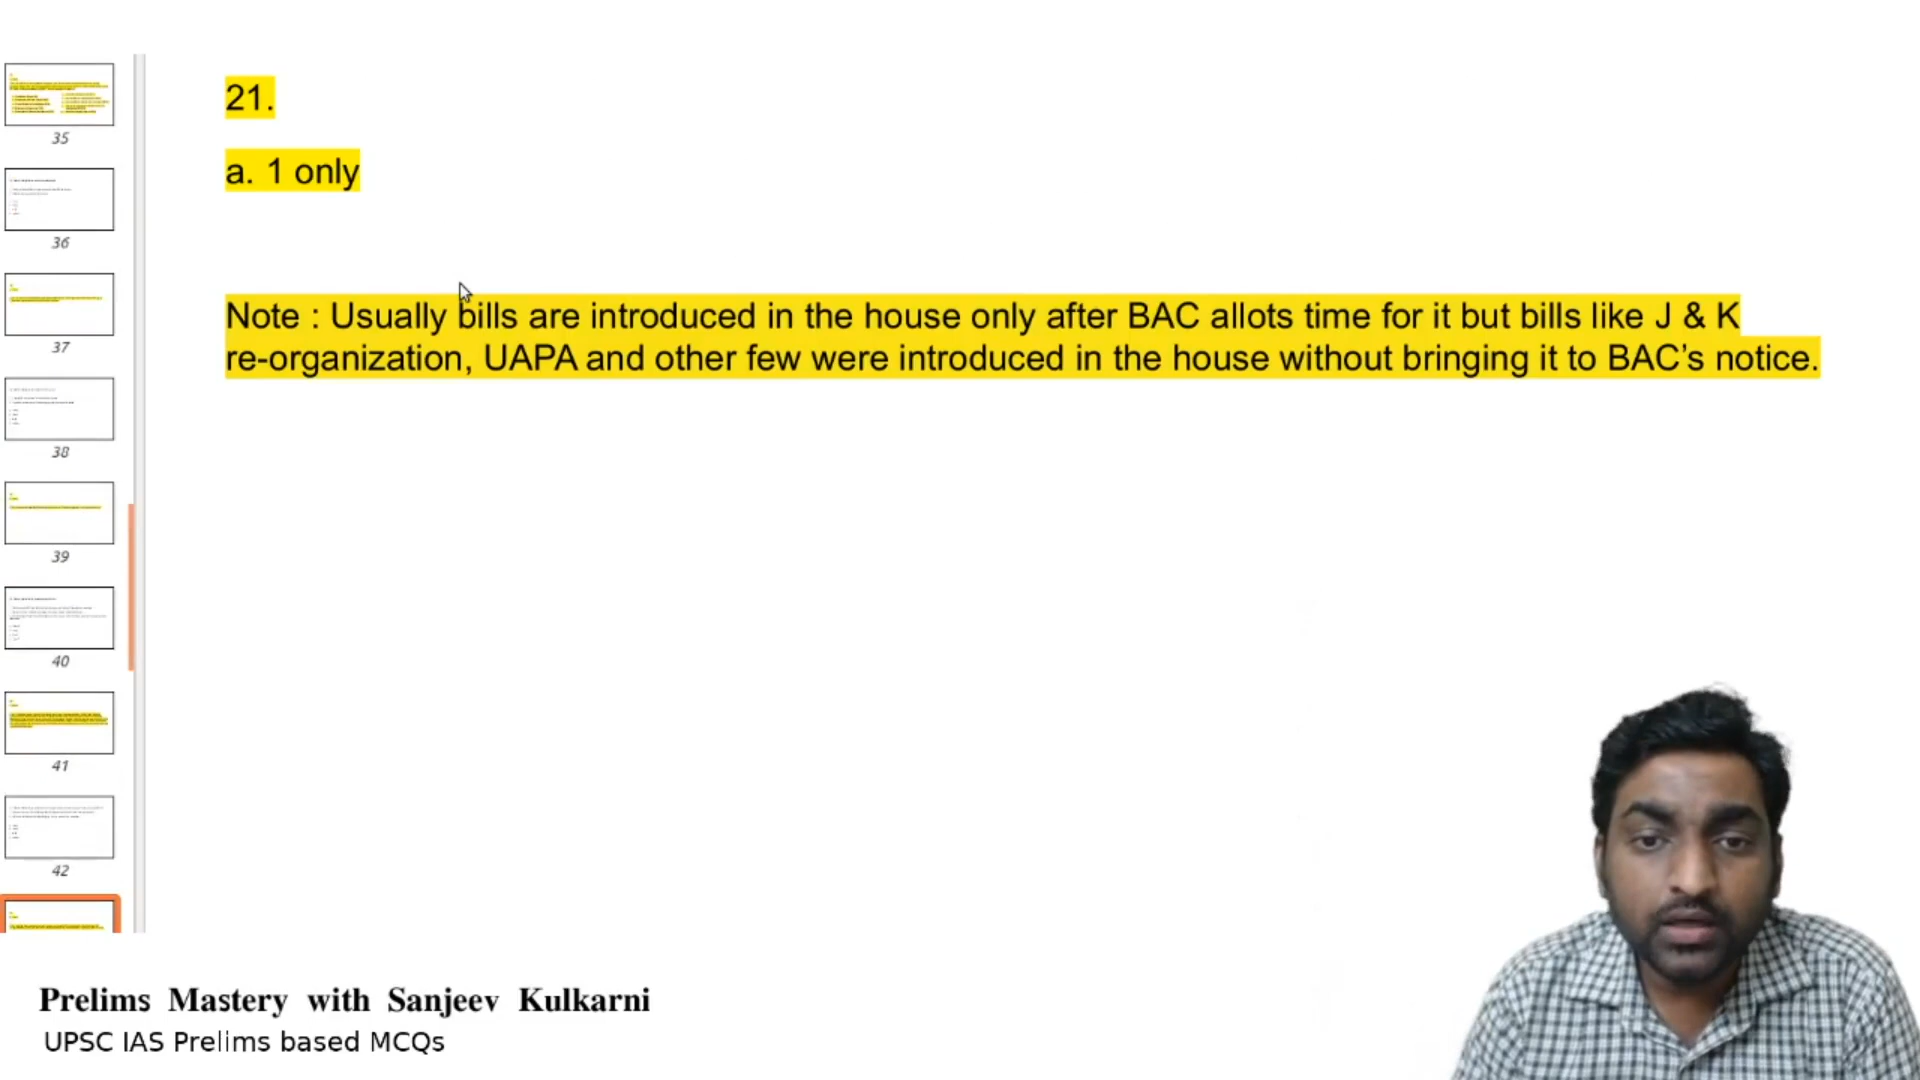 21.
a. 1 only
Note : Usually bills are introduced in the house only after BAC allots time for it but bills like J & K
re-organization, UAPA and other few were introduced in the house without bringing it to BAC’s notice.
35
36
37
38
39
40
41
42
Prelims Mastery with Sanjeev Kulkarni
UPSC IAS Prelims based MCQs